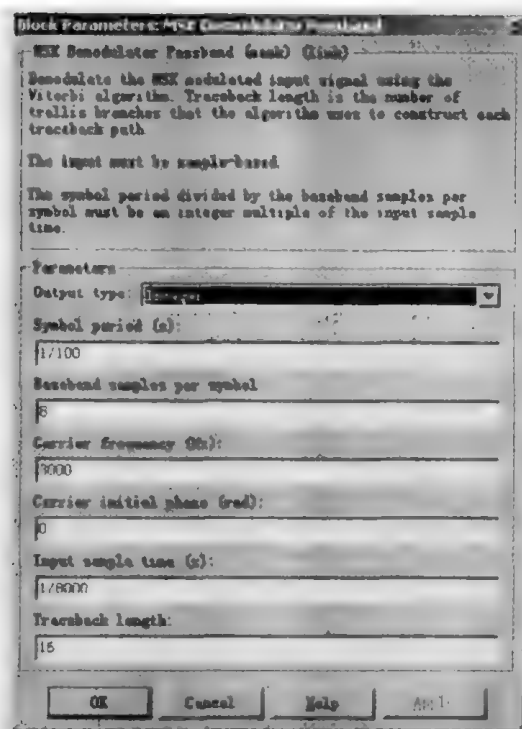 Block Parameters: MSK Demodulator Passband
MSK Demodulator Passband (mask) (link)
Demodulate the MSK modulated input signal using the
Viterbi algorithm. Traceback length is the number of
trellis branches that the algorithm uses to construct each
traceback path
The input must be sample-based
The symbol period divided by the baseband samples per
symbol must be an integer multiple of the input sample
time.
Parameters
Output type: Integer
Symbol period (s):
1/100
Baseband samples per symbol
8
Carrier frequency (Hz):
3000
Carrier initial phase (rad):
0
Input sample time (s):
1/8000
Traceback length:
16
OK
Cancel
Help
Apply